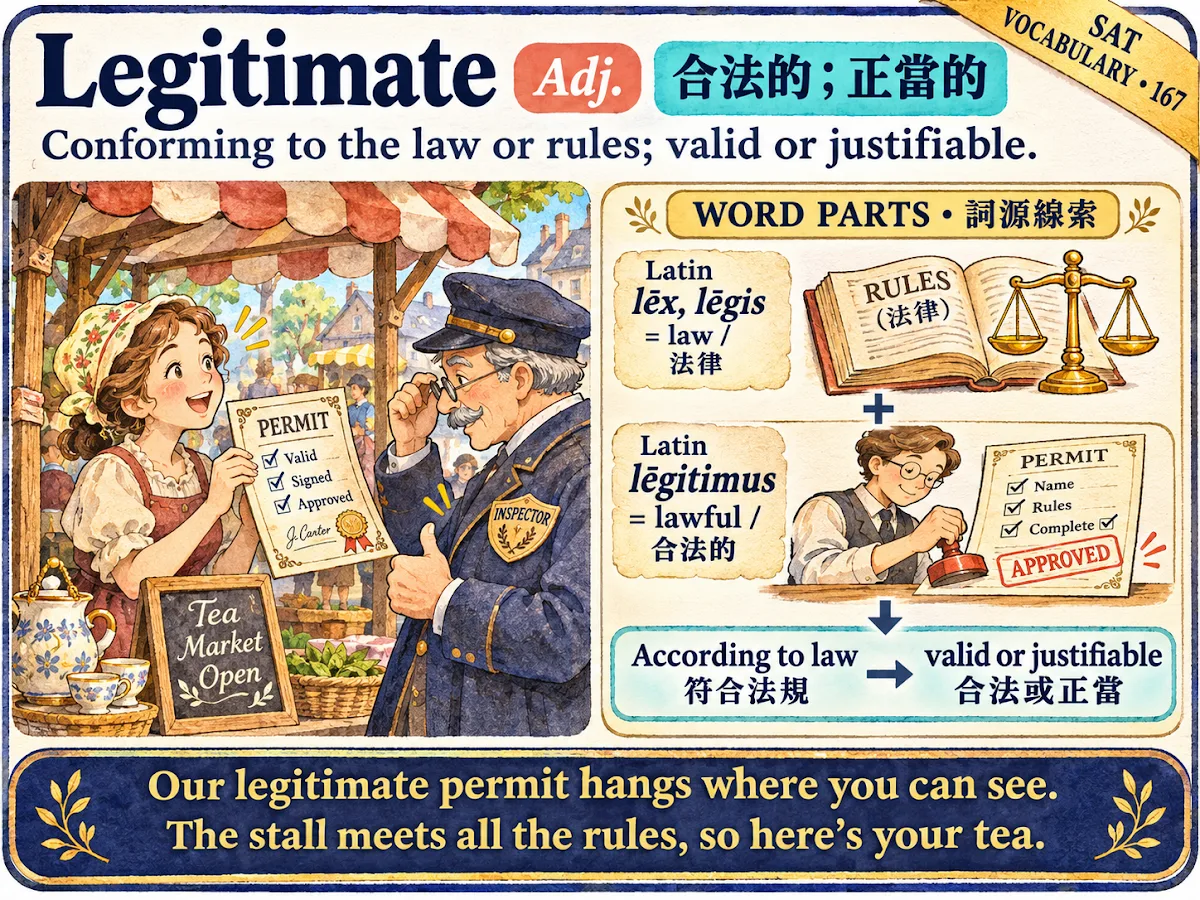 Legitimate Adj. 合法的；正當的
SAT
VOCABULARY • 167
Conforming to the law or rules; valid or justifiable.
PERMIT
Valid
Signed
Approved
J. Carter
INSPECTOR
Tea
Market
Open
WORD PARTS • 詞源線索
Latin
lēx, lēgis
= law /
法律
RULES
(法律)
+
Latin
lēgitimus
= lawful /
合法的
PERMIT
Name
Rules
Complete
APPROVED
According to law
符合法規
→
valid or justifiable
合法或正當
Our legitimate permit hangs where you can see.
The stall meets all the rules, so here's your tea.